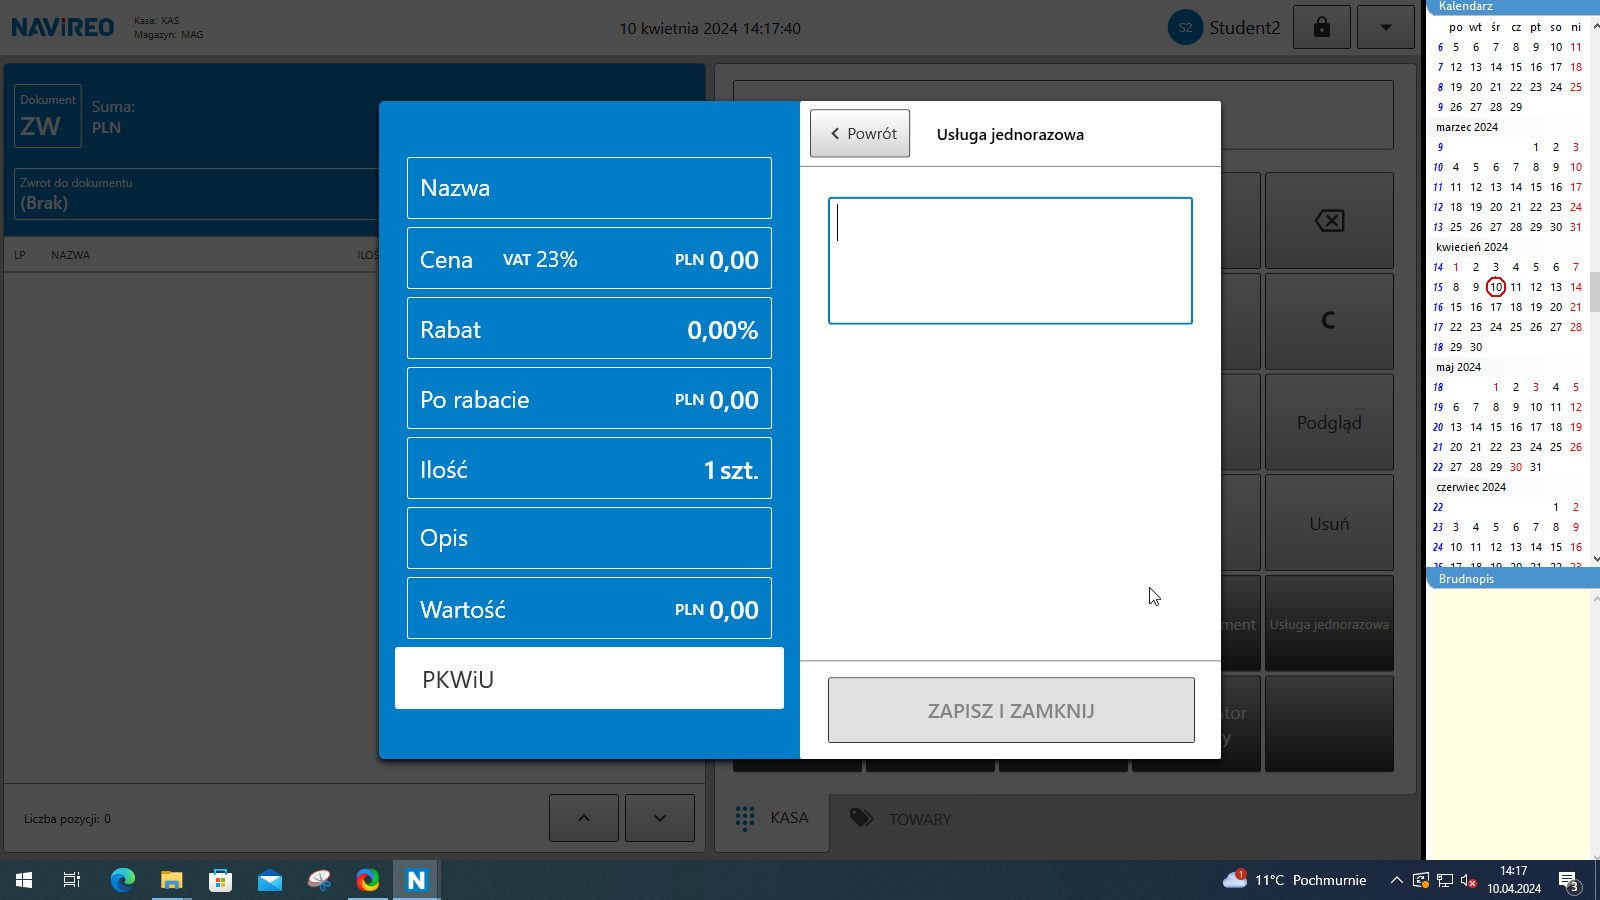 NAViREO
Kasa: KAS
Magazyn: MAG
10 kwietnia 2024 14:17:40
S2 Student2
Dokument
ZW
Suma:
PLN
Zwrot do dokumentu
(Brak)
LP NAZWA
Nazwa
Cena VAT 23% PLN 0,00
Rabat 0,00%
Po rabacie PLN 0,00
Ilość 1 szt.
Opis
Wartość PLN 0,00
PKWiU
Powrót
Usługa jednorazowa
ZAPISZ I ZAMKNIJ
C
Podgląd
Usuń
Usługa jednorazowa
Liczba pozycji: 0
KASA
TOWARY
Kalendarz
po wt śr cz pt so ni
6 5 6 7 8 9 10 11
7 12 13 14 15 16 17 18
8 19 20 21 22 23 24 25
9 26 27 28 29
marzec 2024
9 1 2 3
10 4 5 6 7 8 9 10
11 11 12 13 14 15 16 17
12 18 19 20 21 22 23 24
13 25 26 27 28 29 30 31
kwiecień 2024
14 1 2 3 4 5 6 7
15 8 9 10 11 12 13 14
16 15 16 17 18 19 20 21
17 22 23 24 25 26 27 28
18 29 30
maj 2024
18 1 2 3 4 5
19 6 7 8 9 10 11 12
20 13 14 15 16 17 18 19
21 20 21 22 23 24 25 26
22 27 28 29 30 31
czerwiec 2024
22 1 2
23 3 4 5 6 7 8 9
24 10 11 12 13 14 15 16
Brudnopis
N
1
11°C Pochmurnie
14:17
10.04.2024
3